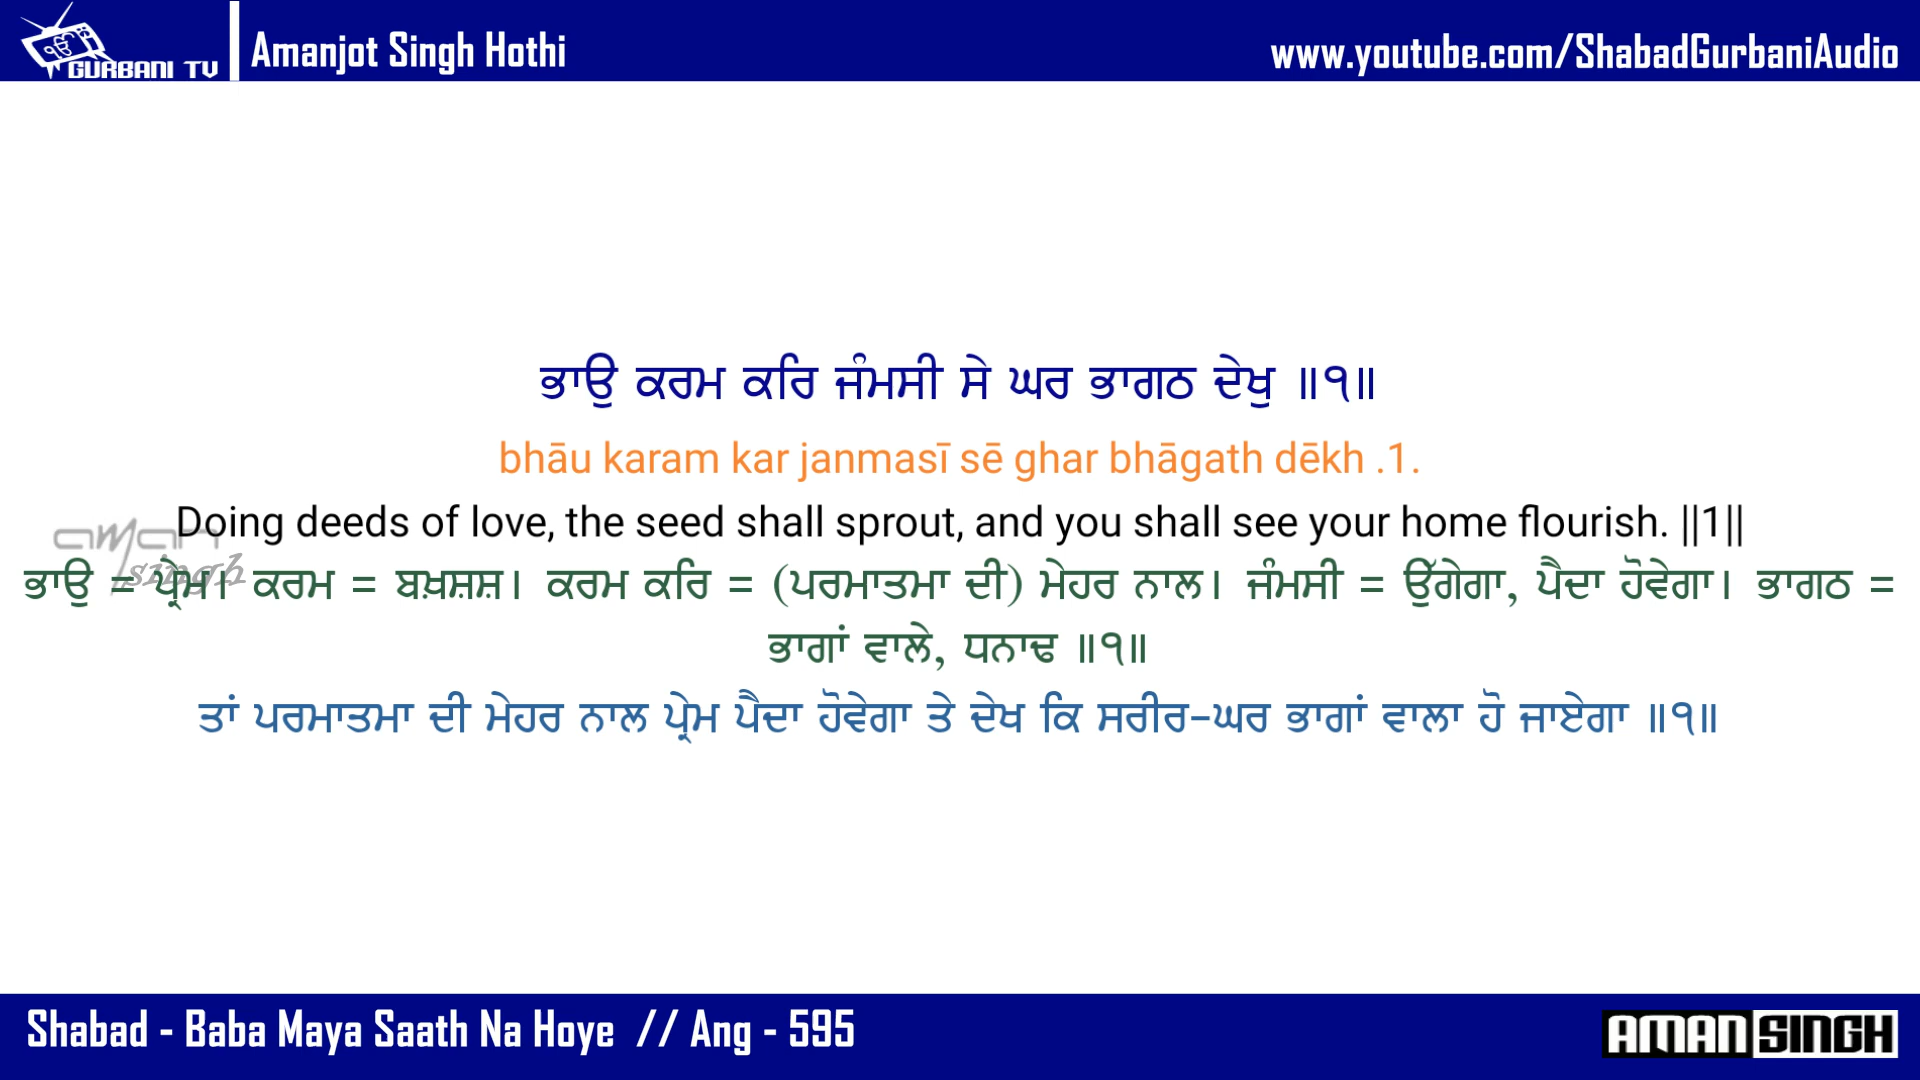 GURBANI TV
Amanjot Singh Hothi
www.youtube.com/ShabadGurbaniAudio
ਭਾਉ ਕਰਮ ਕਰਿ ਜੰਮਸੀ ਸੇ ਘਰ ਭਾਗਠ ਦੇਖੁ ॥੧॥
bhāu karam kar janmasī sē ghar bhāgath dēkh .1.
Doing deeds of love, the seed shall sprout, and you shall see your home flourish. ||1||
aman
singh
ਭਾਉ = ਪ੍ਰੇਮ। ਕਰਮ = ਬਖ਼ਸ਼ਸ਼। ਕਰਮ ਕਰਿ = (ਪਰਮਾਤਮਾ ਦੀ) ਮੇਹਰ ਨਾਲ। ਜੰਮਸੀ = ਉੱਗੇਗਾ, ਪੈਦਾ ਹੋਵੇਗਾ। ਭਾਗਠ =
ਭਾਗਾਂ ਵਾਲੇ, ਧਨਾਢ ॥੧॥
ਤਾਂ ਪਰਮਾਤਮਾ ਦੀ ਮੇਹਰ ਨਾਲ ਪ੍ਰੇਮ ਪੈਦਾ ਹੋਵੇਗਾ ਤੇ ਦੇਖ ਕਿ ਸਰੀਰ-ਘਰ ਭਾਗਾਂ ਵਾਲਾ ਹੋ ਜਾਏਗਾ ॥੧॥
Shabad - Baba Maya Saath Na Hoye // Ang - 595
AMAN SINGH